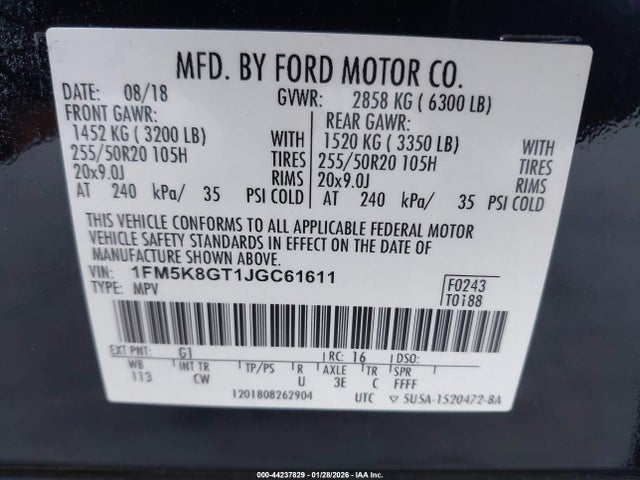 MFD. BY FORD MOTOR CO.
DATE: 08/18 GVWR: 2858 KG ( 6300 LB)
FRONT GAWR: REAR GAWR:
1452 KG ( 3200 LB) WITH 1520 KG ( 3350 LB) WITH
255/50R20 105H TIRES 255/50R20 105H TIRES
20x9.0J RIMS 20x9.0J RIMS
AT 240 kPa/ 35 PSI COLD AT 240 kPa/ 35 PSI COLD
THIS VEHICLE CONFORMS TO ALL APPLICABLE FEDERAL MOTOR
VEHICLE SAFETY STANDARDS IN EFFECT ON THE DATE OF
MANUFACTURE SHOWN ABOVE.
VIN: 1FM5K8GT1JGC61611 F0243
TYPE: MPV T0188
EXT PNT: G1 RC: 16 DSO:
WB INT TR TP/PS R AXLE TR SPR
113 CW U 3E C FFFF
1201808262904 UTC ▽ 5U5A-1520472-BA
000-44237829 - 01/28/2026 - IAA Inc.